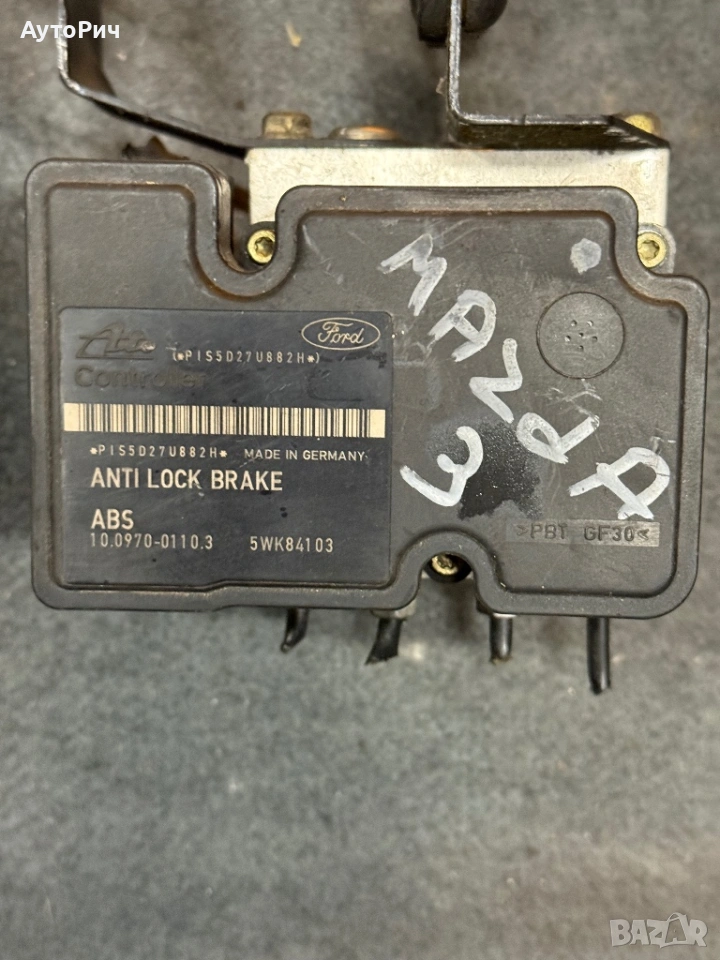 АутоРич
Ate
(*P1S5D27U882H*)
Ford
Controller
*P1S5D27U882H* MADE IN GERMANY
ANTI LOCK BRAKE
ABS
10.0970-0110.3 5WK84103
MAZDA
3
>PBT GF30<
BAZAR